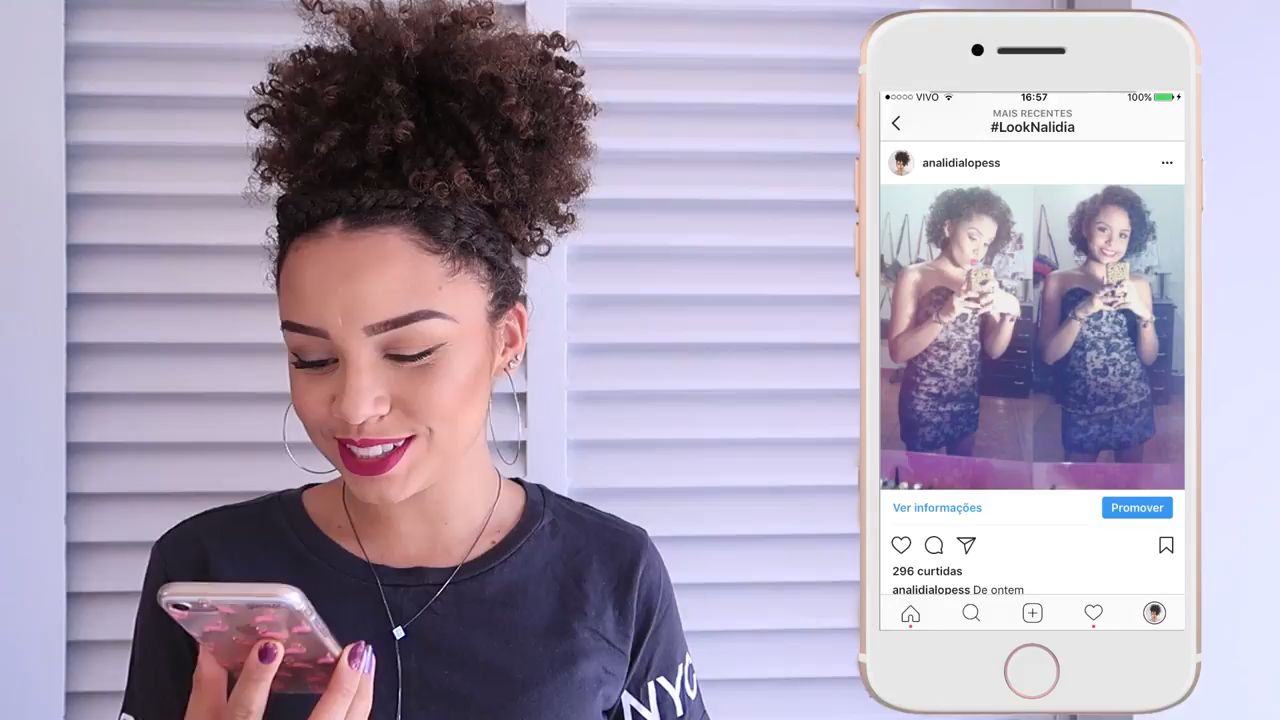 VIVO 16:57 100%
MAIS RECENTES
#LookNalidia
analidialopess
Ver informações Promover
296 curtidas
analidialopess De ontem
NYC